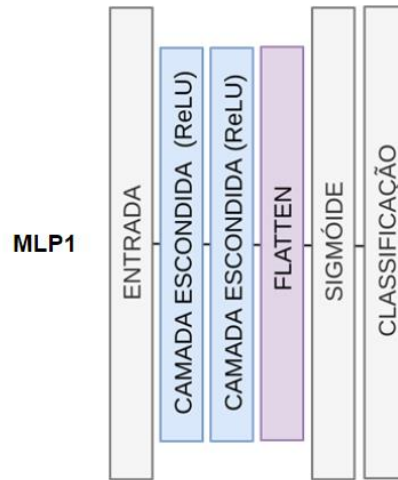 MLP1
ENTRADA
CAMADA ESCONDIDA (ReLU)
CAMADA ESCONDIDA (ReLU)
FLATTEN
SIGMÓIDE
CLASSIFICAÇÃO